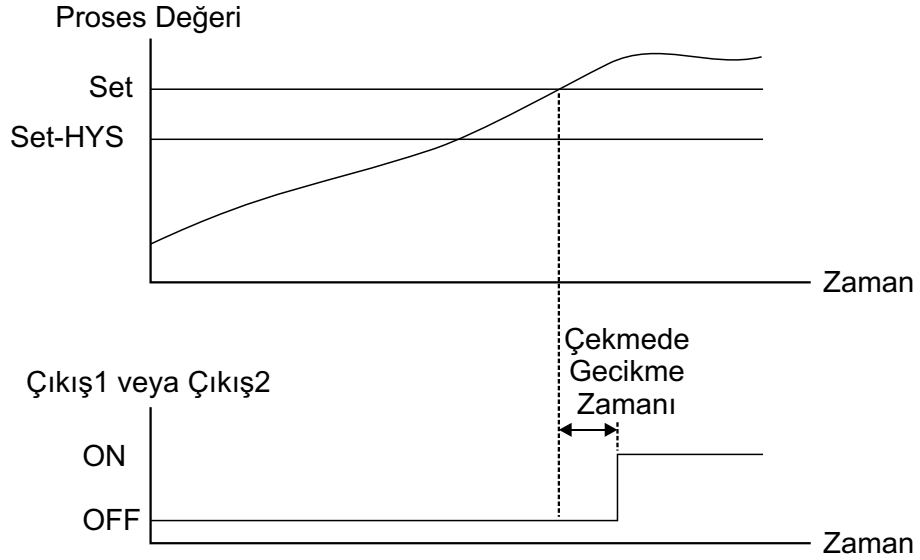 Proses Değeri
Set
Set-HYS
Zaman
Çekmede
Gecikme
Zamanı
Çıkış1 veya Çıkış2
ON
OFF
Zaman